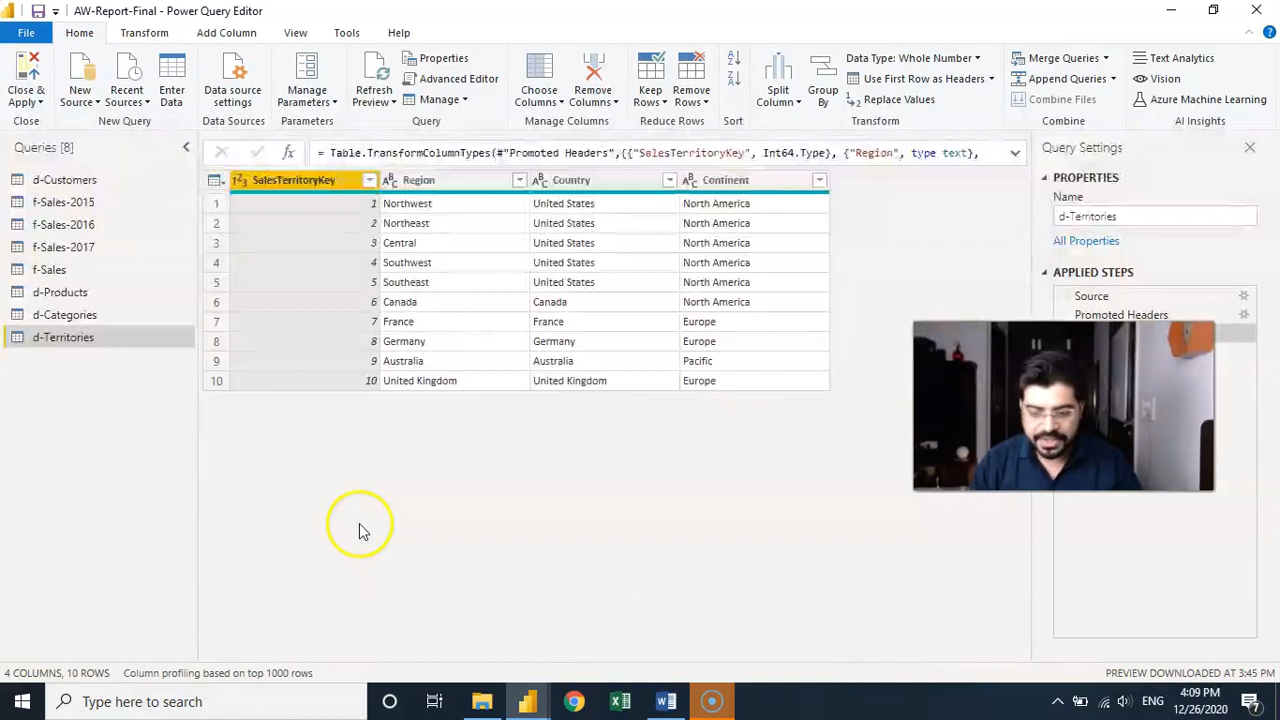 AW-Report-Final - Power Query Editor
File Home Transform Add Column View Tools Help
Close & Apply
New Source
Recent Sources
Enter Data
Data source settings
Manage Parameters
Refresh Preview
Properties
Advanced Editor
Manage
Choose Columns
Remove Columns
Keep Rows
Remove Rows
Split Column
Group By
Data Type: Whole Number
Use First Row as Headers
Replace Values
Merge Queries
Append Queries
Combine Files
Text Analytics
Vision
Azure Machine Learning
Close New Query Data Sources Parameters Query Manage Columns Reduce Rows Sort Transform Combine AI Insights
Queries [8]
d-Customers
f-Sales-2015
f-Sales-2016
f-Sales-2017
f-Sales
d-Products
d-Categories
d-Territories
= Table.TransformColumnTypes(#"Promoted Headers",{{"SalesTerritoryKey", Int64.Type}, {"Region", type text},
SalesTerritoryKey Region Country Continent
1 1 Northwest United States North America
2 2 Northeast United States North America
3 3 Central United States North America
4 4 Southwest United States North America
5 5 Southeast United States North America
6 6 Canada Canada North America
7 7 France France Europe
8 8 Germany Germany Europe
9 9 Australia Australia Pacific
10 10 United Kingdom United Kingdom Europe
Query Settings
PROPERTIES
Name
d-Territories
All Properties
APPLIED STEPS
Source
Promoted Headers
4 COLUMNS, 10 ROWS Column profiling based on top 1000 rows
PREVIEW DOWNLOADED AT 3:45 PM
Type here to search
ENG
4:09 PM
12/26/2020
7